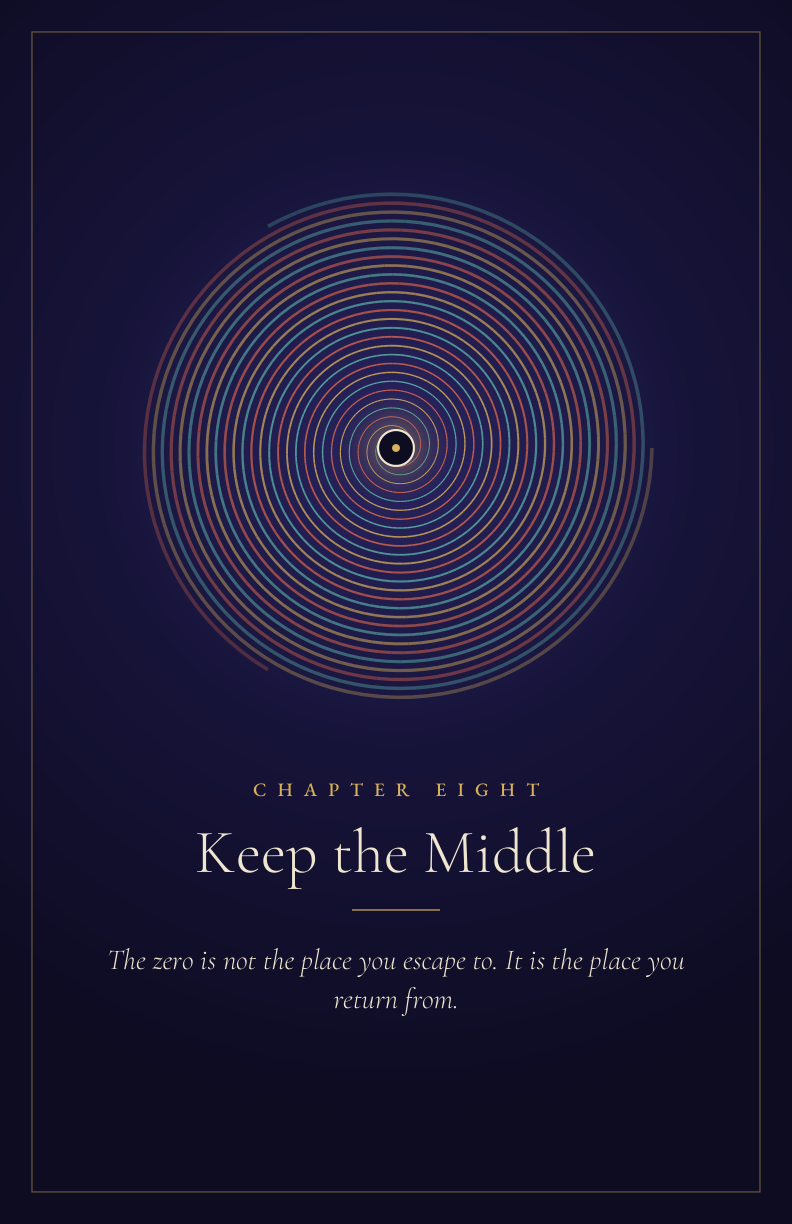 CHAPTER EIGHT
Keep the Middle
The zero is not the place you escape to. It is the place you
return from.